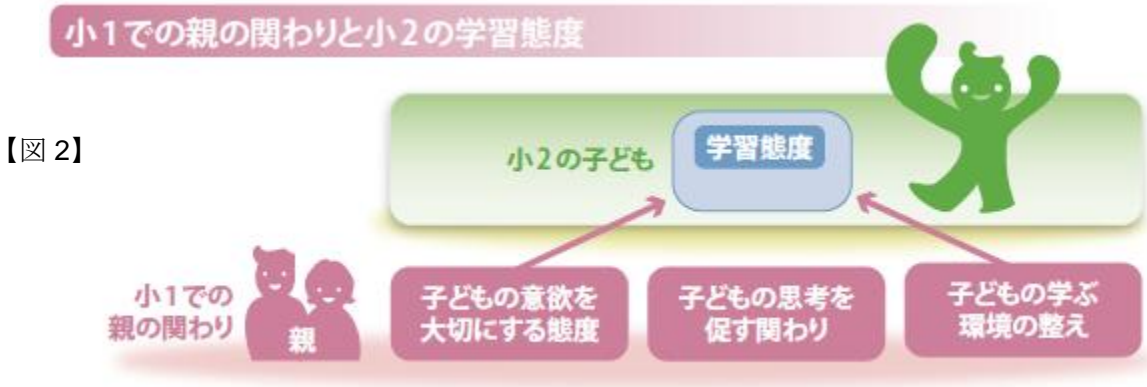 小1での親の関わりと小2の学習態度
【図 2】
小2の子ども
学習態度
小1での
親の関わり
親
子どもの意欲を
大切にする態度
子どもの思考を
促す関わり
子どもの学ぶ
環境の整え